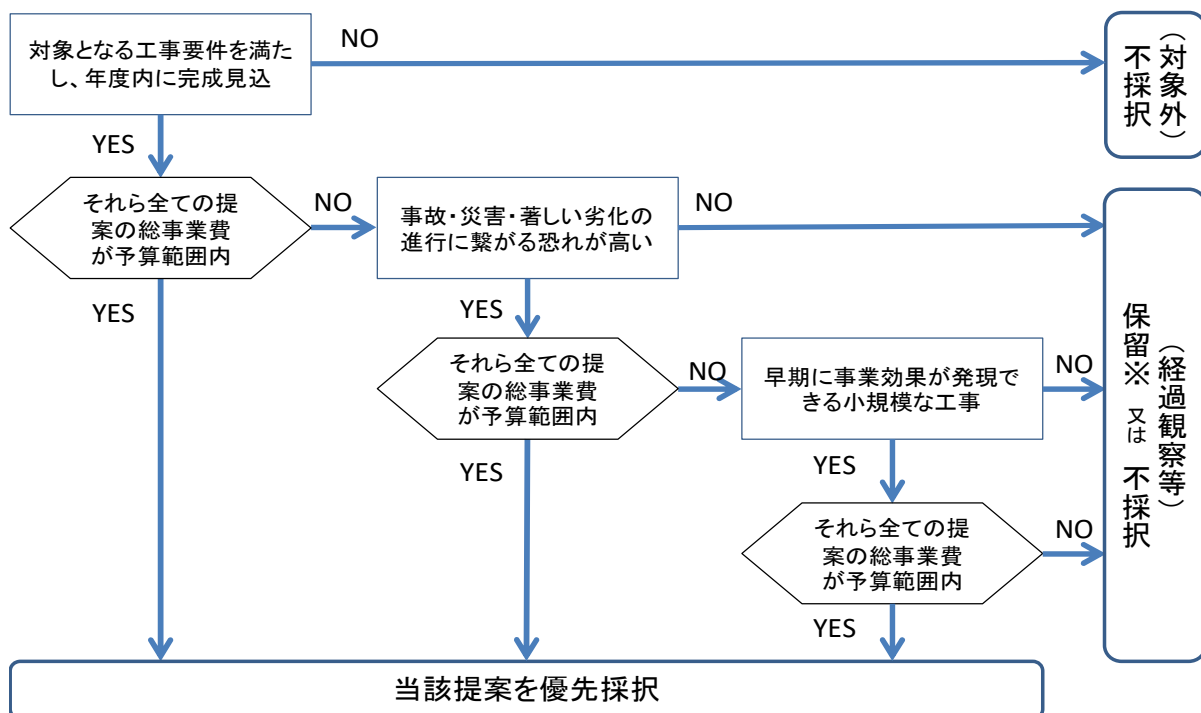 対象となる工事要件を満た
し、年度内に完成見込
NO
（対象外）
不採択
YES
それら全ての提
案の総事業費
が予算範囲内
NO
事故・災害・著しい劣化の
進行に繋がる恐れが高い
NO
YES
YES
それら全ての提
案の総事業費
が予算範囲内
NO
早期に事業効果が発現で
きる小規模な工事
NO
（経過観察等）
保留※ 又は 不採択
YES
YES
それら全ての提
案の総事業費
が予算範囲内
NO
YES
当該提案を優先採択